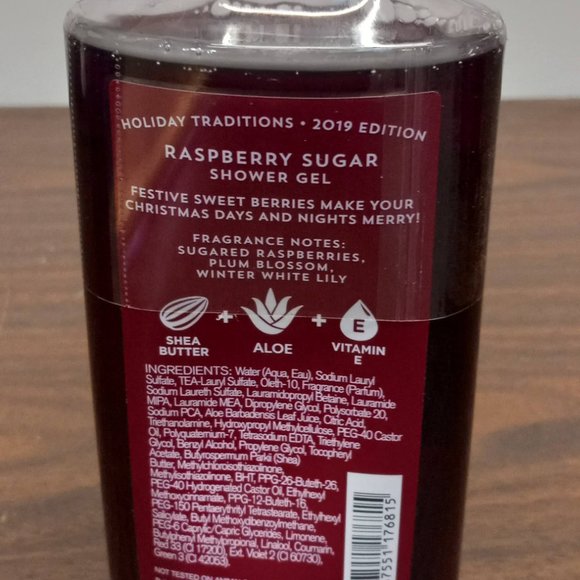 HOLIDAY TRADITIONS • 2019 EDITION
RASPBERRY SUGAR
SHOWER GEL
FESTIVE SWEET BERRIES MAKE YOUR
CHRISTMAS DAYS AND NIGHTS MERRY!
FRAGRANCE NOTES:
SUGARED RASPBERRIES,
PLUM BLOSSOM,
WINTER WHITE LILY
+ + E
SHEA
BUTTER
ALOE
VITAMIN
E
INGREDIENTS: Water (Aqua, Eau), Sodium Lauryl
Sulfate, TEA-Lauryl Sulfate, Oleth-10, Fragrance (Parfum),
Sodium Laureth Sulfate, Lauramidopropyl Betaine, Lauramide
MIPA, Lauramide MEA, Dipropylene Glycol, Polysorbate 20,
Sodium PCA, Aloe Barbadensis Leaf Juice, Citric Acid,
Triethanolamine, Hydroxypropyl Methylcellulose, PEG-40 Castor
Oil, Polyquaternium-7, Tetrasodium EDTA, Triethylene
Glycol, Benzyl Alcohol, Propylene Glycol, Tocopheryl
Acetate, Butyrospermum Parkii (Shea)
Butter, Methylchloroisothiazolinone,
Methylisothiazolinone, BHT, PPG-26-Buteth-26,
PEG-40 Hydrogenated Castor Oil, Ethylhexyl
Methoxycinnamate, PPG-12-Buteth-16,
PEG-150 Pentaerythrityl Tetrastearate, Ethylhexyl
Salicylate, Butyl Methoxydibenzoylmethane,
PEG-6 Caprylic/Capric Glycerides, Limonene,
Butylphenyl Methylpropional, Linalool, Coumarin,
Red 33 (CI 17200), Ext. Violet 2 (CI 60730),
Green 3 (CI 42053).
NOT TESTED ON
7551 176815